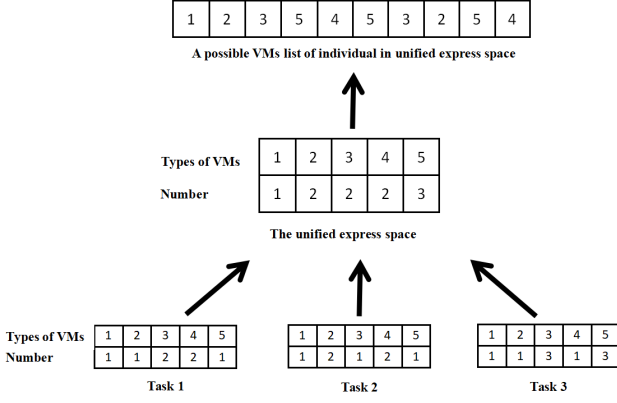 1 2 3 5 4 5 3 2 5 4
A possible VMs list of individual in unified express space
Types of VMs 1 2 3 4 5
Number 1 2 2 2 3
The unified express space
Types of VMs 1 2 3 4 5 1 2 3 4 5 1 2 3 4 5
Number 1 1 2 2 1 1 2 1 2 1 1 1 3 1 3
Task 1 Task 2 Task 3